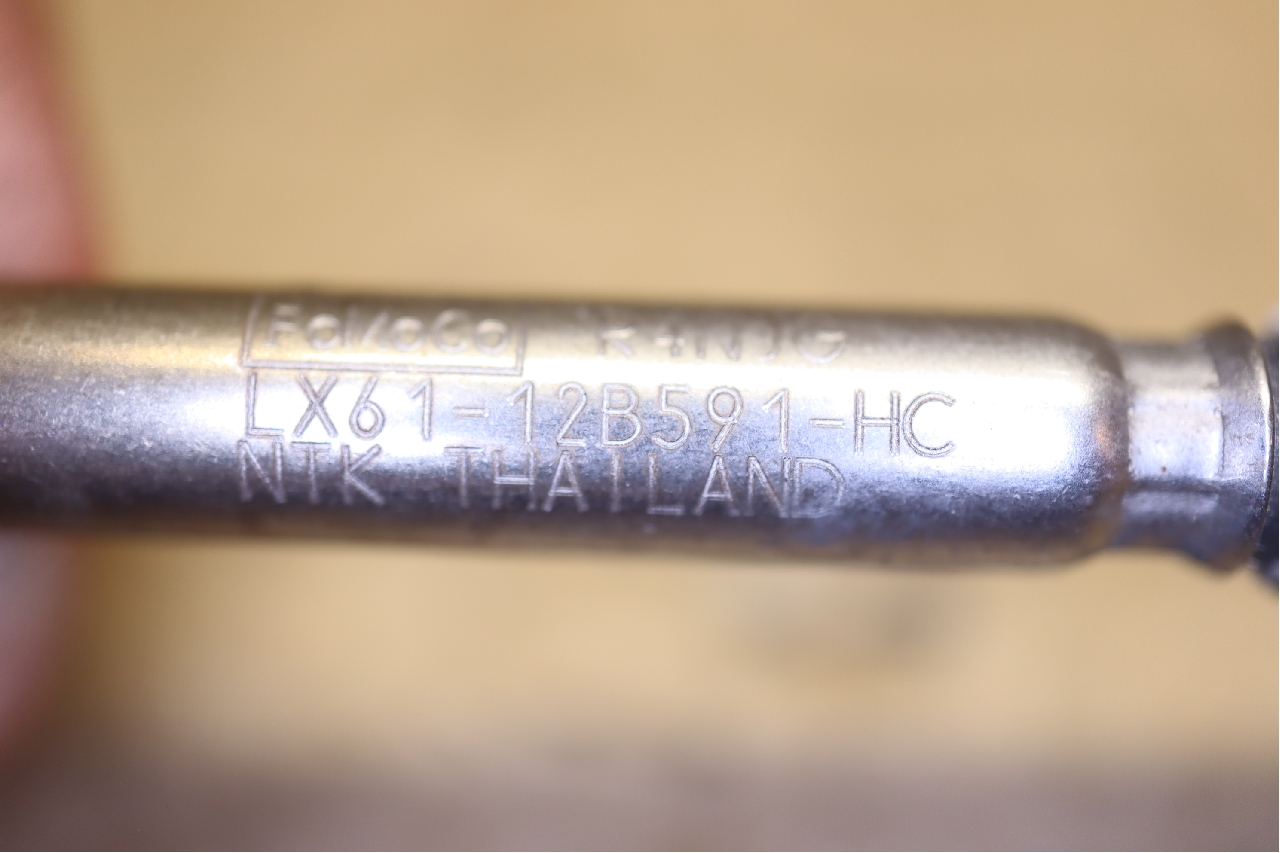 FoMoCo
LX61-12B591-HC
NTK THAILAND